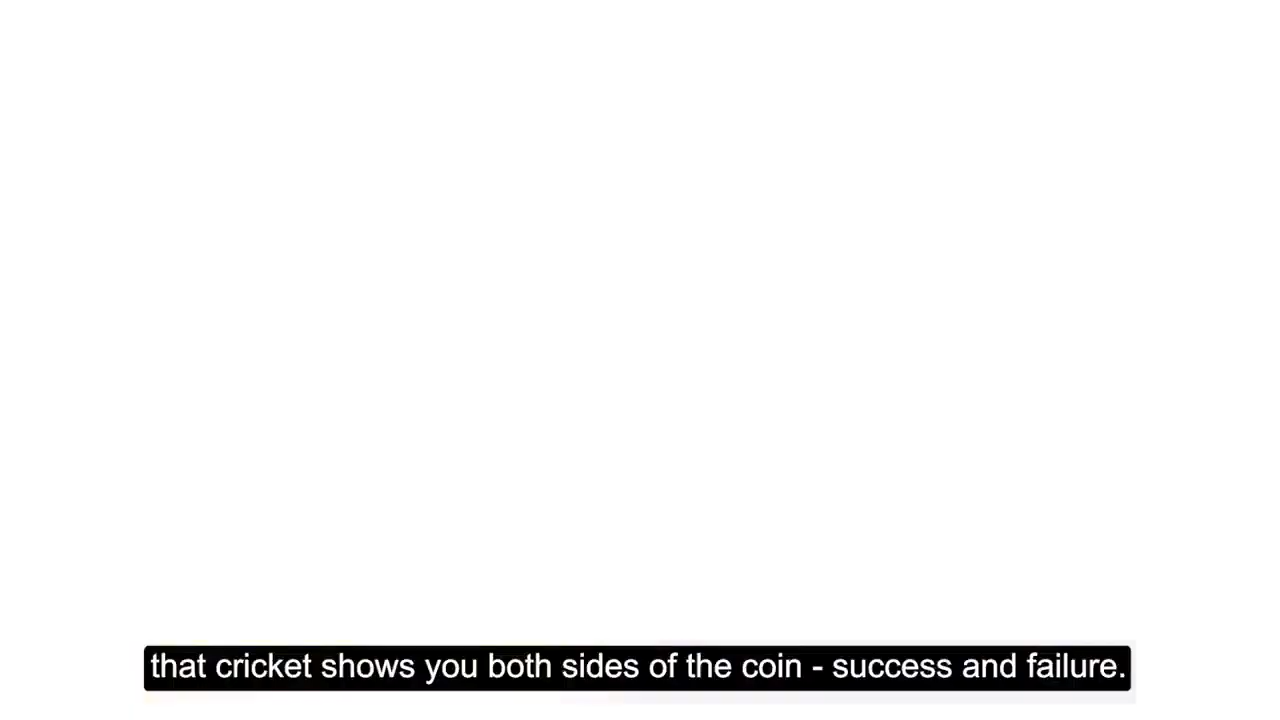 that cricket shows you both sides of the coin - success and failure.